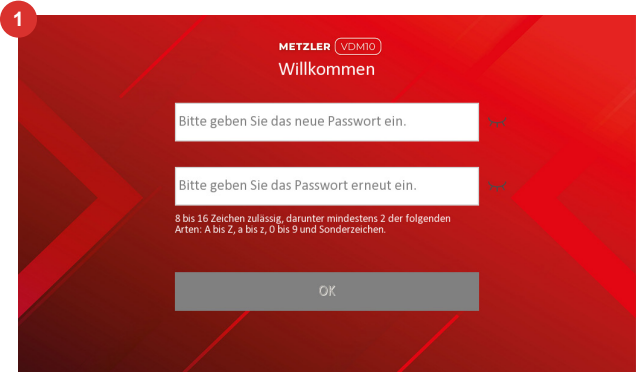 1
METZLER VDM10
Willkommen
Bitte geben Sie das neue Passwort ein.
Bitte geben Sie das Passwort erneut ein.
8 bis 16 Zeichen zulässig, darunter mindestens 2 der folgenden
Arten: A bis Z, a bis z, 0 bis 9 und Sonderzeichen.
OK